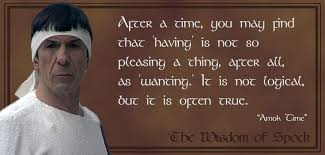 After a time, you may find
that 'having' is not so
pleasing a thing, after all,
as 'wanting.' It is not logical,
but it is often true.
"Amok Time"
The Wisdom of Spock